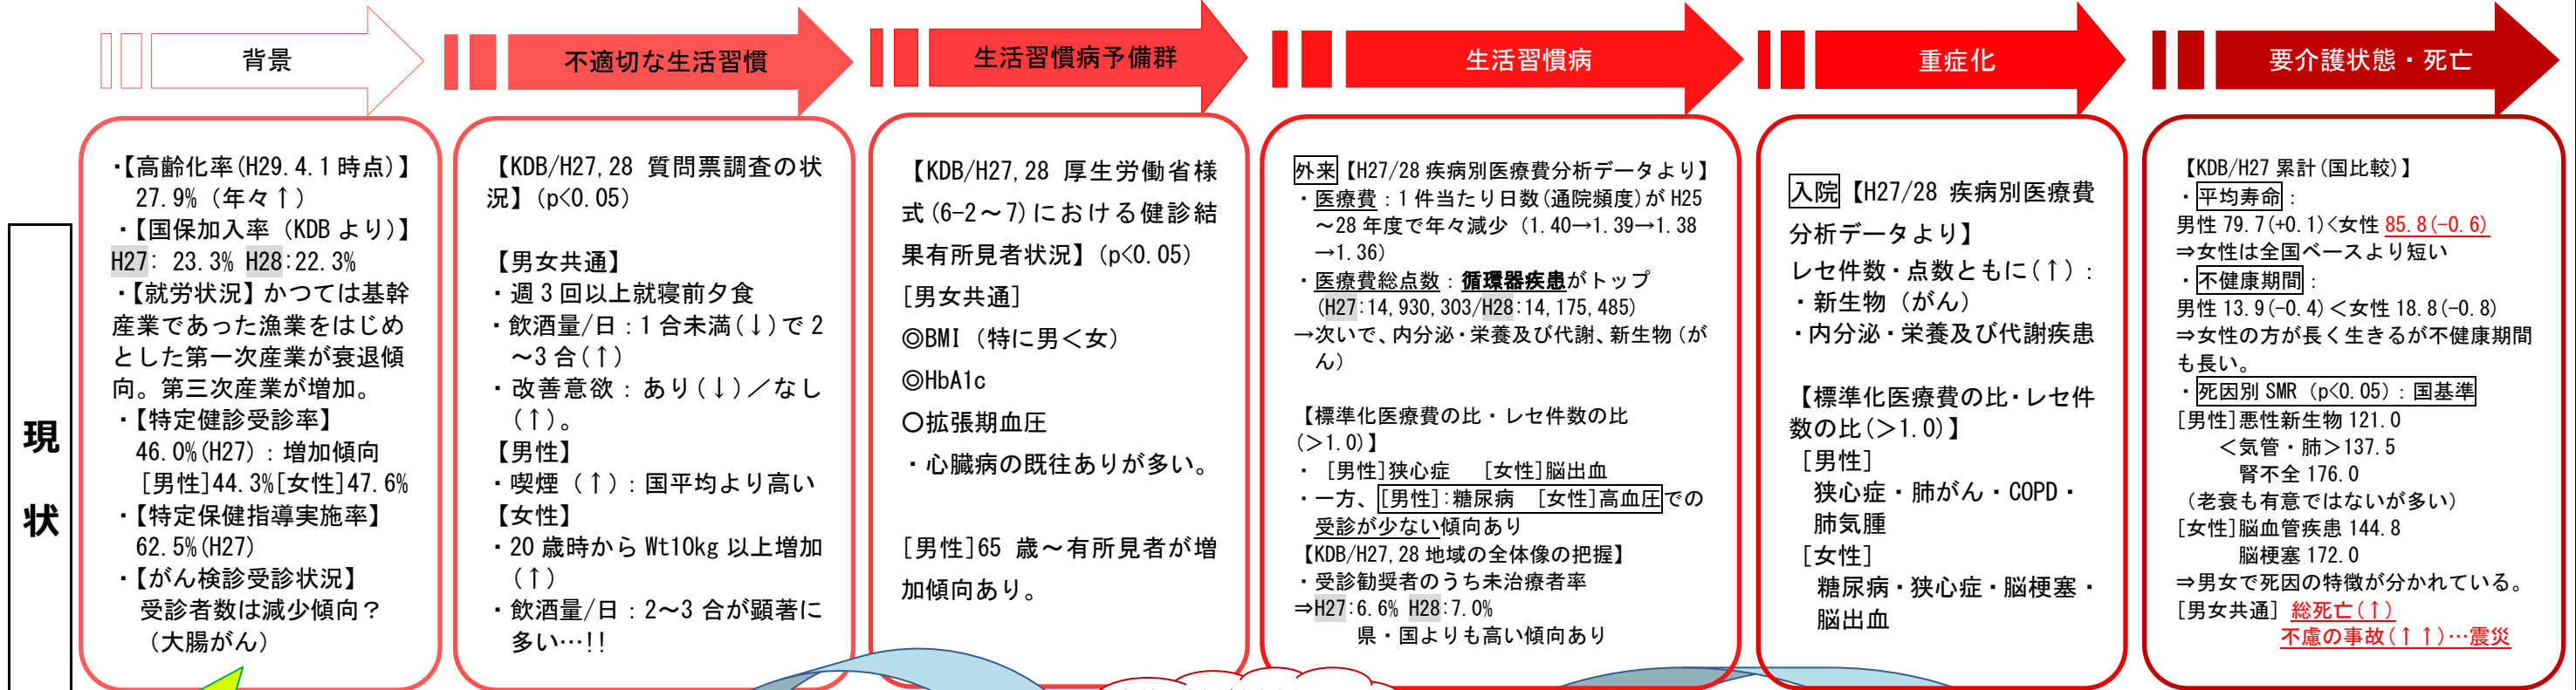 背景
不適切な生活習慣
生活習慣病予備群
生活習慣病
重症化
要介護状態・死亡
現状
・【高齢化率(H29.4.1時点)】
27.9%（年々↑）
・【国保加入率（KDBより）】
H27: 23.3% H28:22.3%
・【就労状況】かつては基幹
産業であった漁業をはじめ
とした第一次産業が衰退傾
向。第三次産業が増加。
・【特定健診受診率】
46.0%(H27)：増加傾向
[男性]44.3%[女性]47.6%
・【特定保健指導実施率】
62.5%(H27)
・【がん検診受診状況】
受診者数は減少傾向？
（大腸がん）
【KDB/H27,28 質問票調査の状
況】(p<0.05)
【男女共通】
・週3回以上就寝前夕食
・飲酒量/日：1合未満(↓)で2
～3合(↑)
・改善意欲：あり(↓)／なし
(↑)。
【男性】
・喫煙（↑）：国平均より高い
【女性】
・20歳時からWt10kg以上増加
(↑)
・飲酒量/日：2～3合が顕著に
多い…!!
【KDB/H27,28 厚生労働省様
式(6-2～7)における健診結
果有所見者状況】(p<0.05)
[男女共通]
◎BMI（特に男＜女）
◎HbA1c
〇拡張期血圧
・心臓病の既往ありが多い。
[男性]65歳～有所見者が増
加傾向あり。
外来【H27/28疾病別医療費分析データより】
・医療費：1件当たり日数(通院頻度)がH25
～28年度で年々減少（1.40→1.39→1.38
→1.36）
・医療費総点数：循環器疾患がトップ
（H27:14,930,303/H28:14,175,485）
→次いで、内分泌・栄養及び代謝、新生物（が
ん）
【標準化医療費の比・レセ件数の比
(＞1.0)】
・[男性]狭心症 [女性]脳出血
・一方、[男性]:糖尿病 [女性]高血圧での
受診が少ない傾向あり
【KDB/H27,28地域の全体像の把握】
・受診勧奨者のうち未治療者率
⇒H27:6.6% H28:7.0%
県・国よりも高い傾向あり
入院【H27/28 疾病別医療費
分析データより】
レセ件数・点数ともに(↑)：
・新生物（がん）
・内分泌・栄養及び代謝疾患
【標準化医療費の比・レセ件
数の比(＞1.0)】
[男性]
狭心症・肺がん・COPD・
肺気腫
[女性]
糖尿病・狭心症・脳梗塞・
脳出血
【KDB/H27累計(国比較)】
・平均寿命：
男性79.7(+0.1)<女性85.8(-0.6)
⇒女性は全国ベースより短い
・不健康期間：
男性13.9(-0.4)＜女性18.8(-0.8)
⇒女性の方が長く生きるが不健康期間
も長い。
・死因別SMR（p<0.05）：国基準
[男性]悪性新生物121.0
＜気管・肺＞137.5
腎不全176.0
（老衰も有意ではないが多い）
[女性]脳血管疾患144.8
脳梗塞172.0
⇒男女で死因の特徴が分かれている。
[男女共通] 総死亡(↑)
不慮の事故(↑↑)…震災